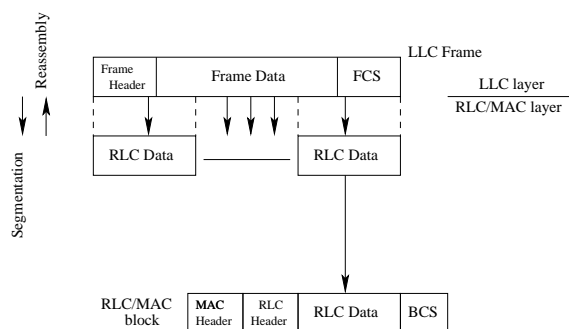 LLC Frame
Reassembly
Frame
Header
Frame Data
FCS
LLC layer
RLC/MAC layer
Segmentation
RLC Data
RLC Data
RLC/MAC
block
MAC
Header
RLC
Header
RLC Data
BCS